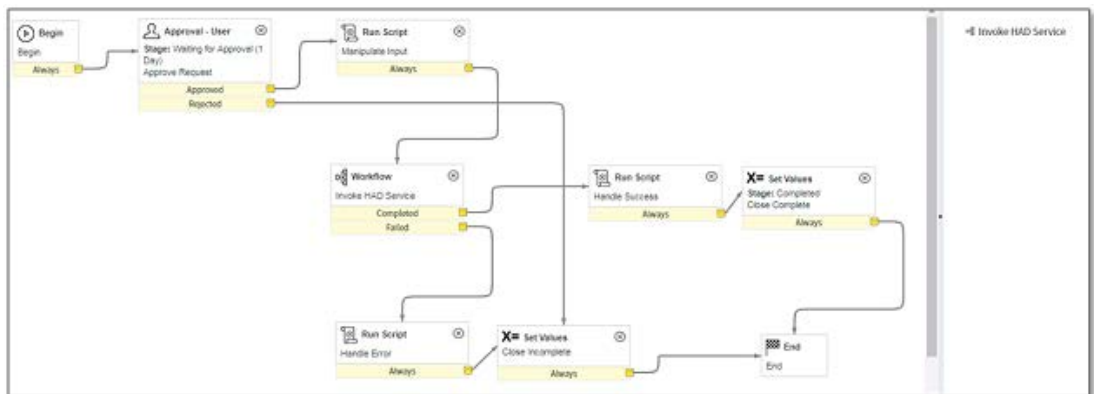 Begin
Begin
Always
Approval - User
Stage: Waiting for Approval (1
Day)
Approve Request
Approved
Rejected
Run Script
Manipulate Input
Always
Invoke HAD Service
Workflow
Invoke HAD Service
Completed
Failed
Run Script
Handle Success
Always
X= Set Values
Stage: Completed
Close Complete
Always
Run Script
Handle Error
Always
X= Set Values
Close Incomplete
Always
End
End